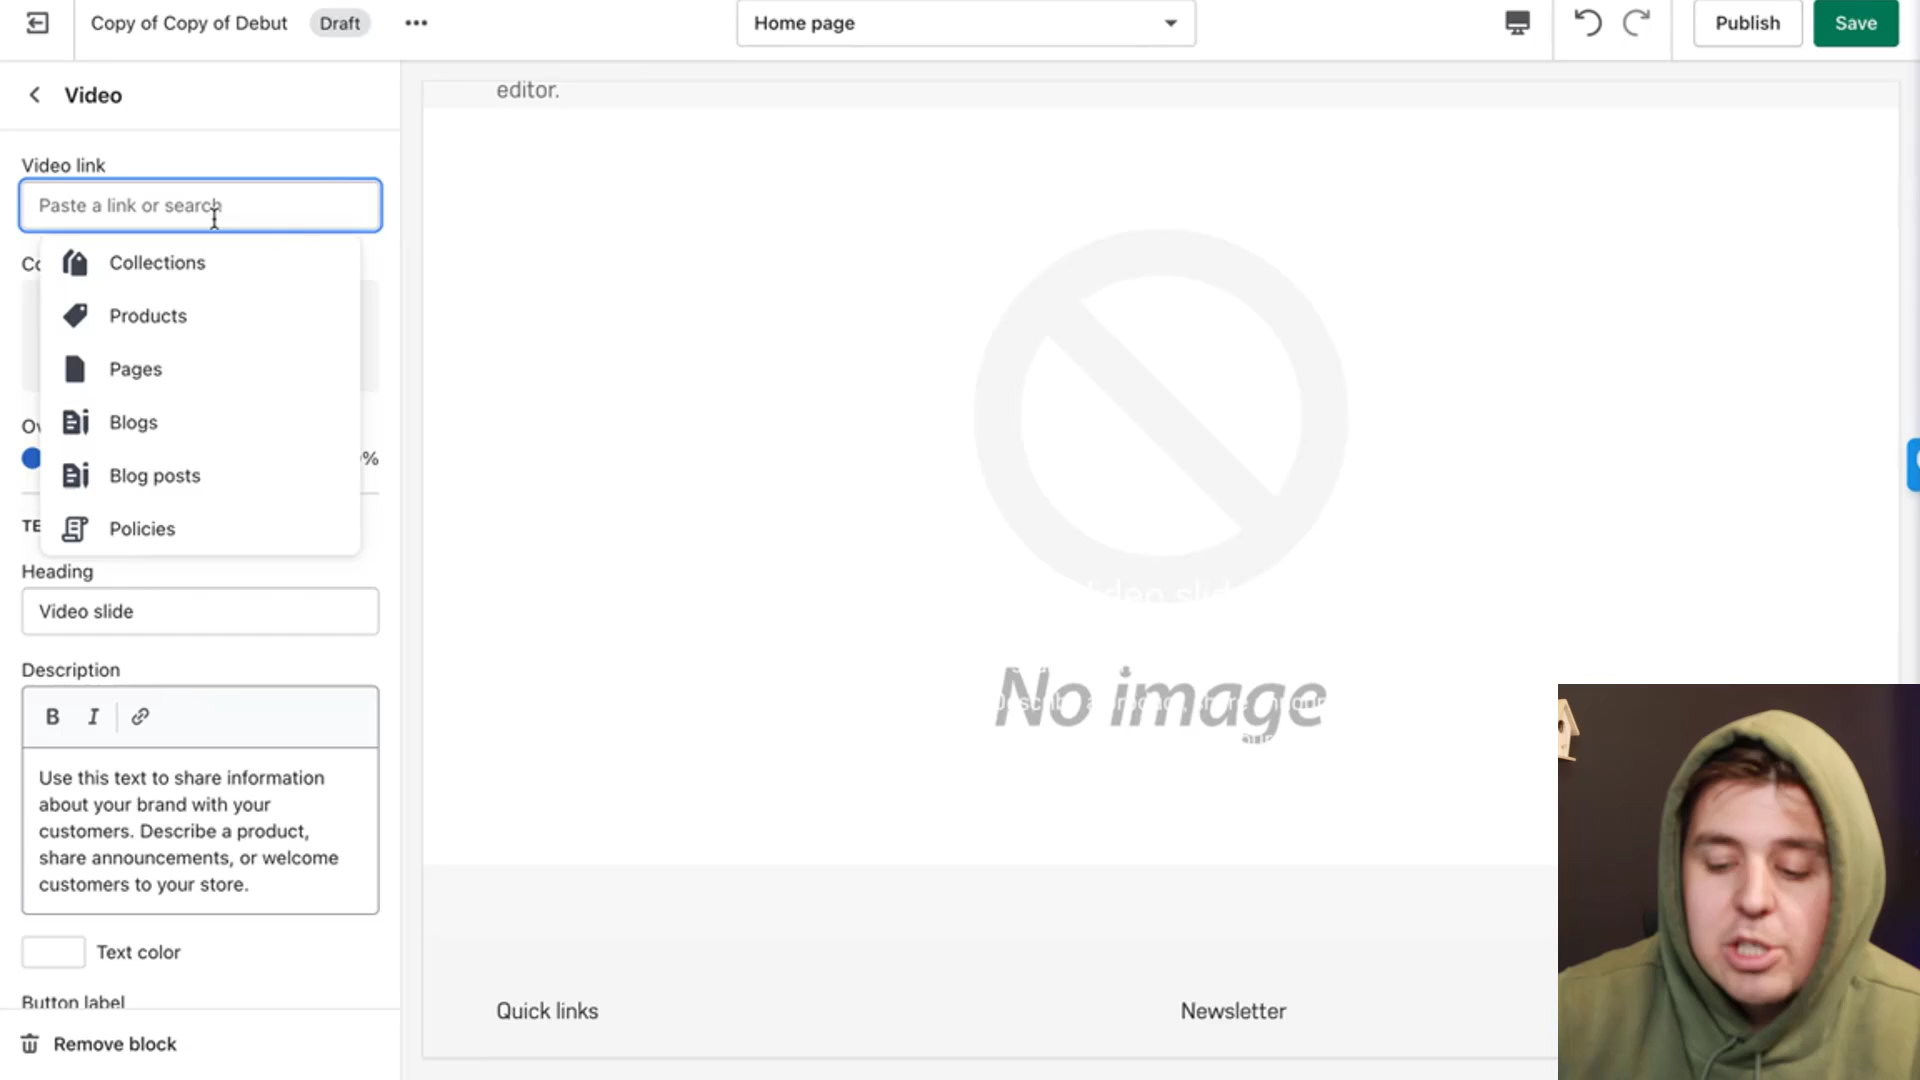 Copy of Copy of Debut
Draft
Home page
Publish
Save
Video
editor.
Video link
Paste a link or search
Co
Collections
Products
Pages
Blogs
Ov
%
Blog posts
TE
Policies
Heading
Video slide
Description
B I
Use this text to share information
about your brand with your
customers. Describe a product,
share announcements, or welcome
customers to your store.
Text color
Button label
Remove block
No image
Quick links
Newsletter